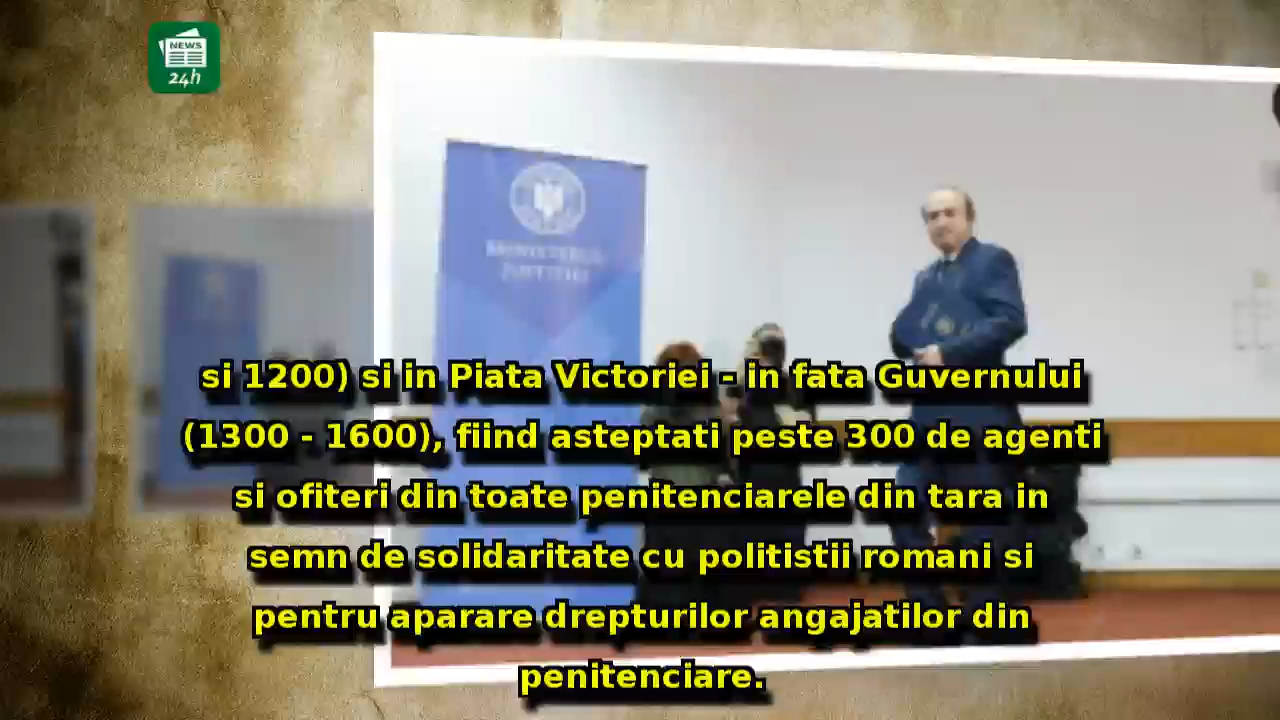 NEWS
24h
MINISTERUL
JUSTITIEI
si 1200) si in Piata Victoriei - in fata Guvernului
(1300 - 1600), fiind asteptati peste 300 de agenti
si ofiteri din toate penitenciarele din tara in
semn de solidaritate cu politistii romani si
pentru aparare drepturilor angajatilor din
penitenciare.